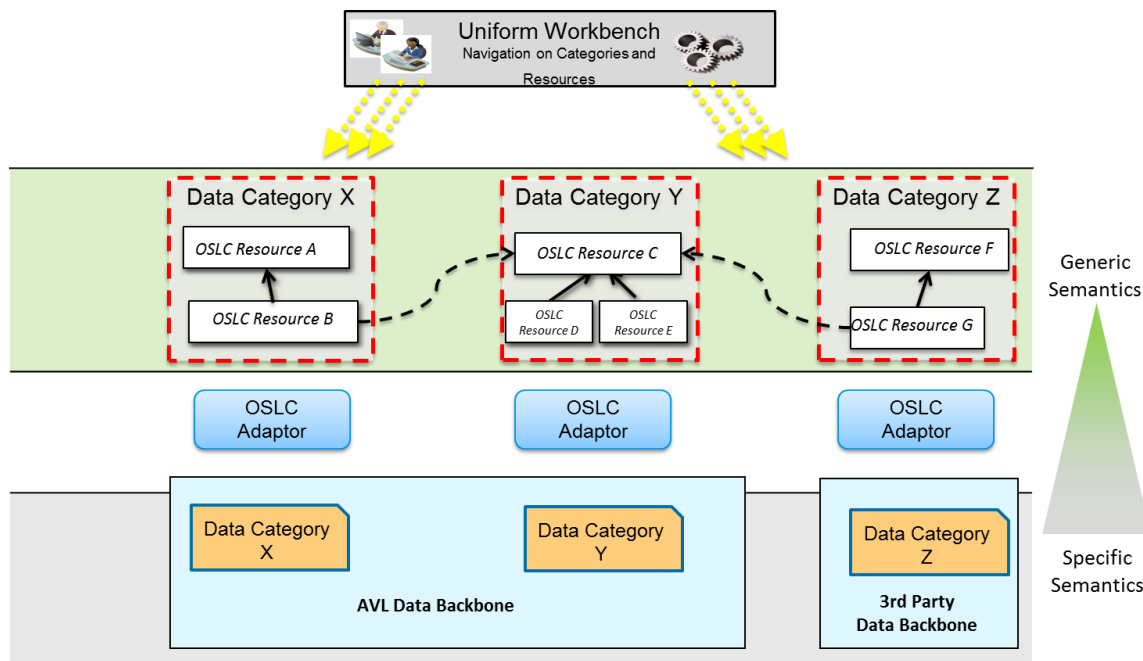 Uniform Workbench
Navigation on Categories and
Resources
Data Category X
Data Category Y
Data Category Z
OSLC Resource A
OSLC Resource C
OSLC Resource F
OSLC Resource B
OSLC
Resource D
OSLC
Resource E
OSLC Resource G
Generic
Semantics
OSLC
Adaptor
OSLC
Adaptor
OSLC
Adaptor
Data Category
X
Data Category
Y
Data Category
Z
AVL Data Backbone
3rd Party
Data Backbone
Specific
Semantics